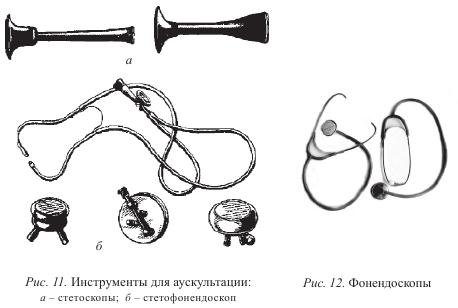 а
б
Рис. 11. Инструменты для аускультации:
а – стетоскопы; б – стетофонендоскоп
Рис. 12. Фонендоскопы